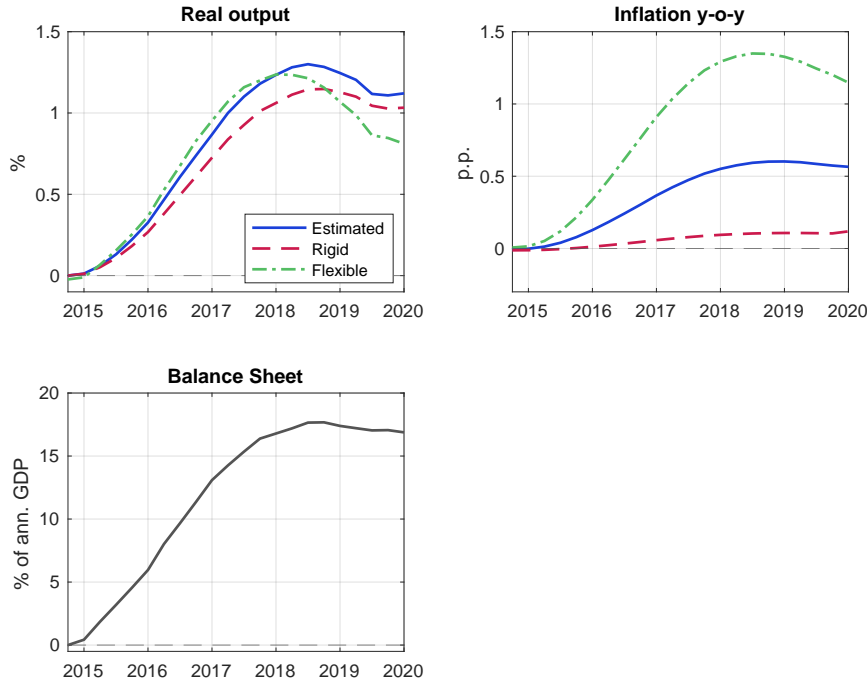 Real output
1.5
1
0.5
0
%
Estimated
Rigid
Flexible
2015 2016 2017 2018 2019 2020
Inflation y-o-y
1.5
1
0.5
0
p.p.
2015 2016 2017 2018 2019 2020
Balance Sheet
20
15
10
5
0
% of ann. GDP
2015 2016 2017 2018 2019 2020